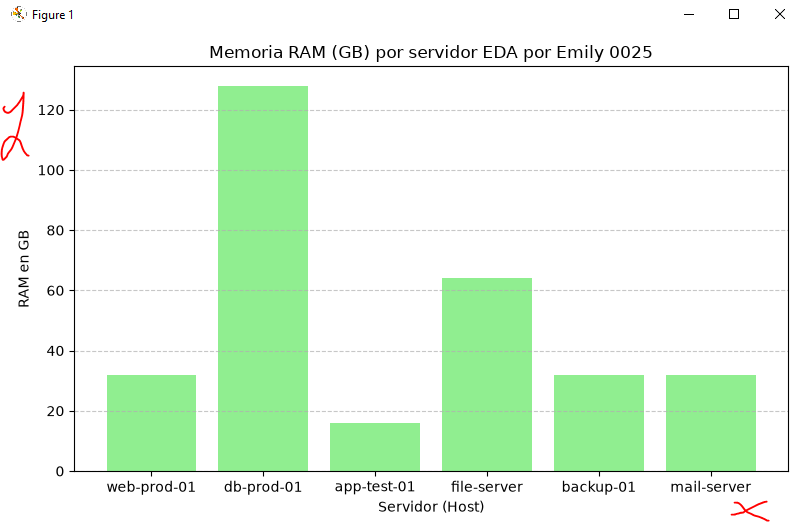 Figure 1
Memoria RAM (GB) por servidor EDA por Emily 0025
120
100
80
60
40
20
0
RAM en GB
web-prod-01 db-prod-01 app-test-01 file-server backup-01 mail-server
Servidor (Host)
x